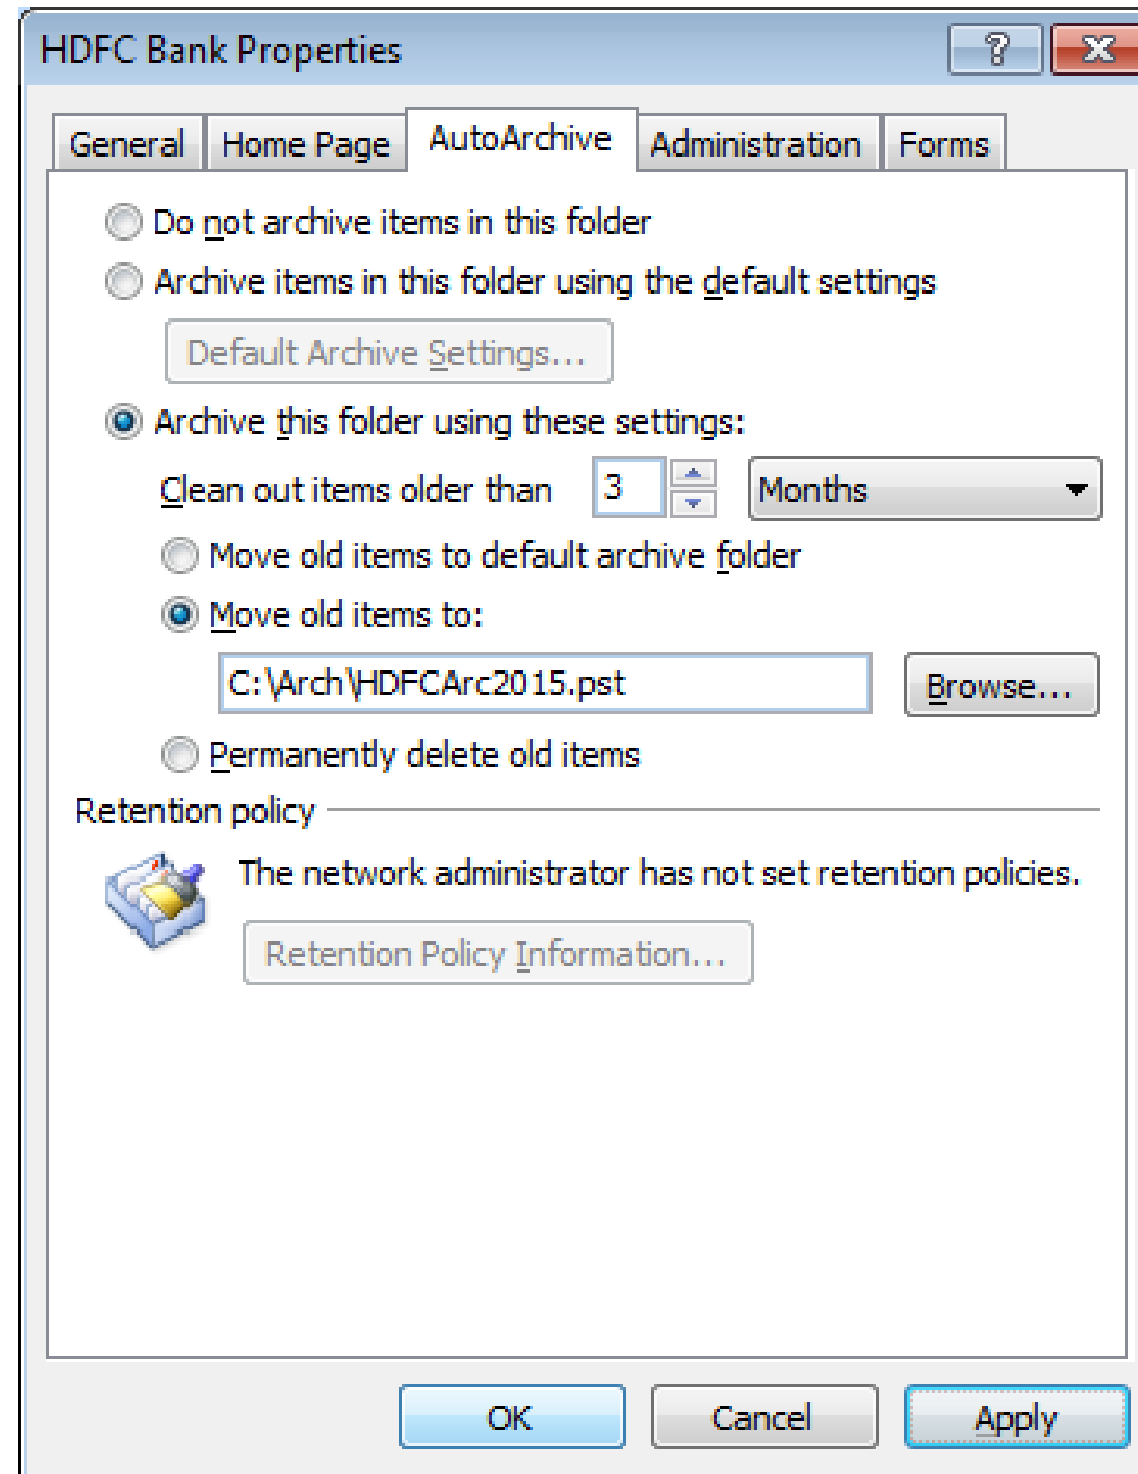 HDFC Bank Properties
General Home Page AutoArchive Administration Forms
Do not archive items in this folder
Archive items in this folder using the default settings
Default Archive Settings...
Archive this folder using these settings:
Clean out items older than 3 Months
Move old items to default archive folder
Move old items to:
C:\Arch\HDFCArc2015.pst Browse...
Permanently delete old items
Retention policy
The network administrator has not set retention policies.
Retention Policy Information...
OK Cancel Apply